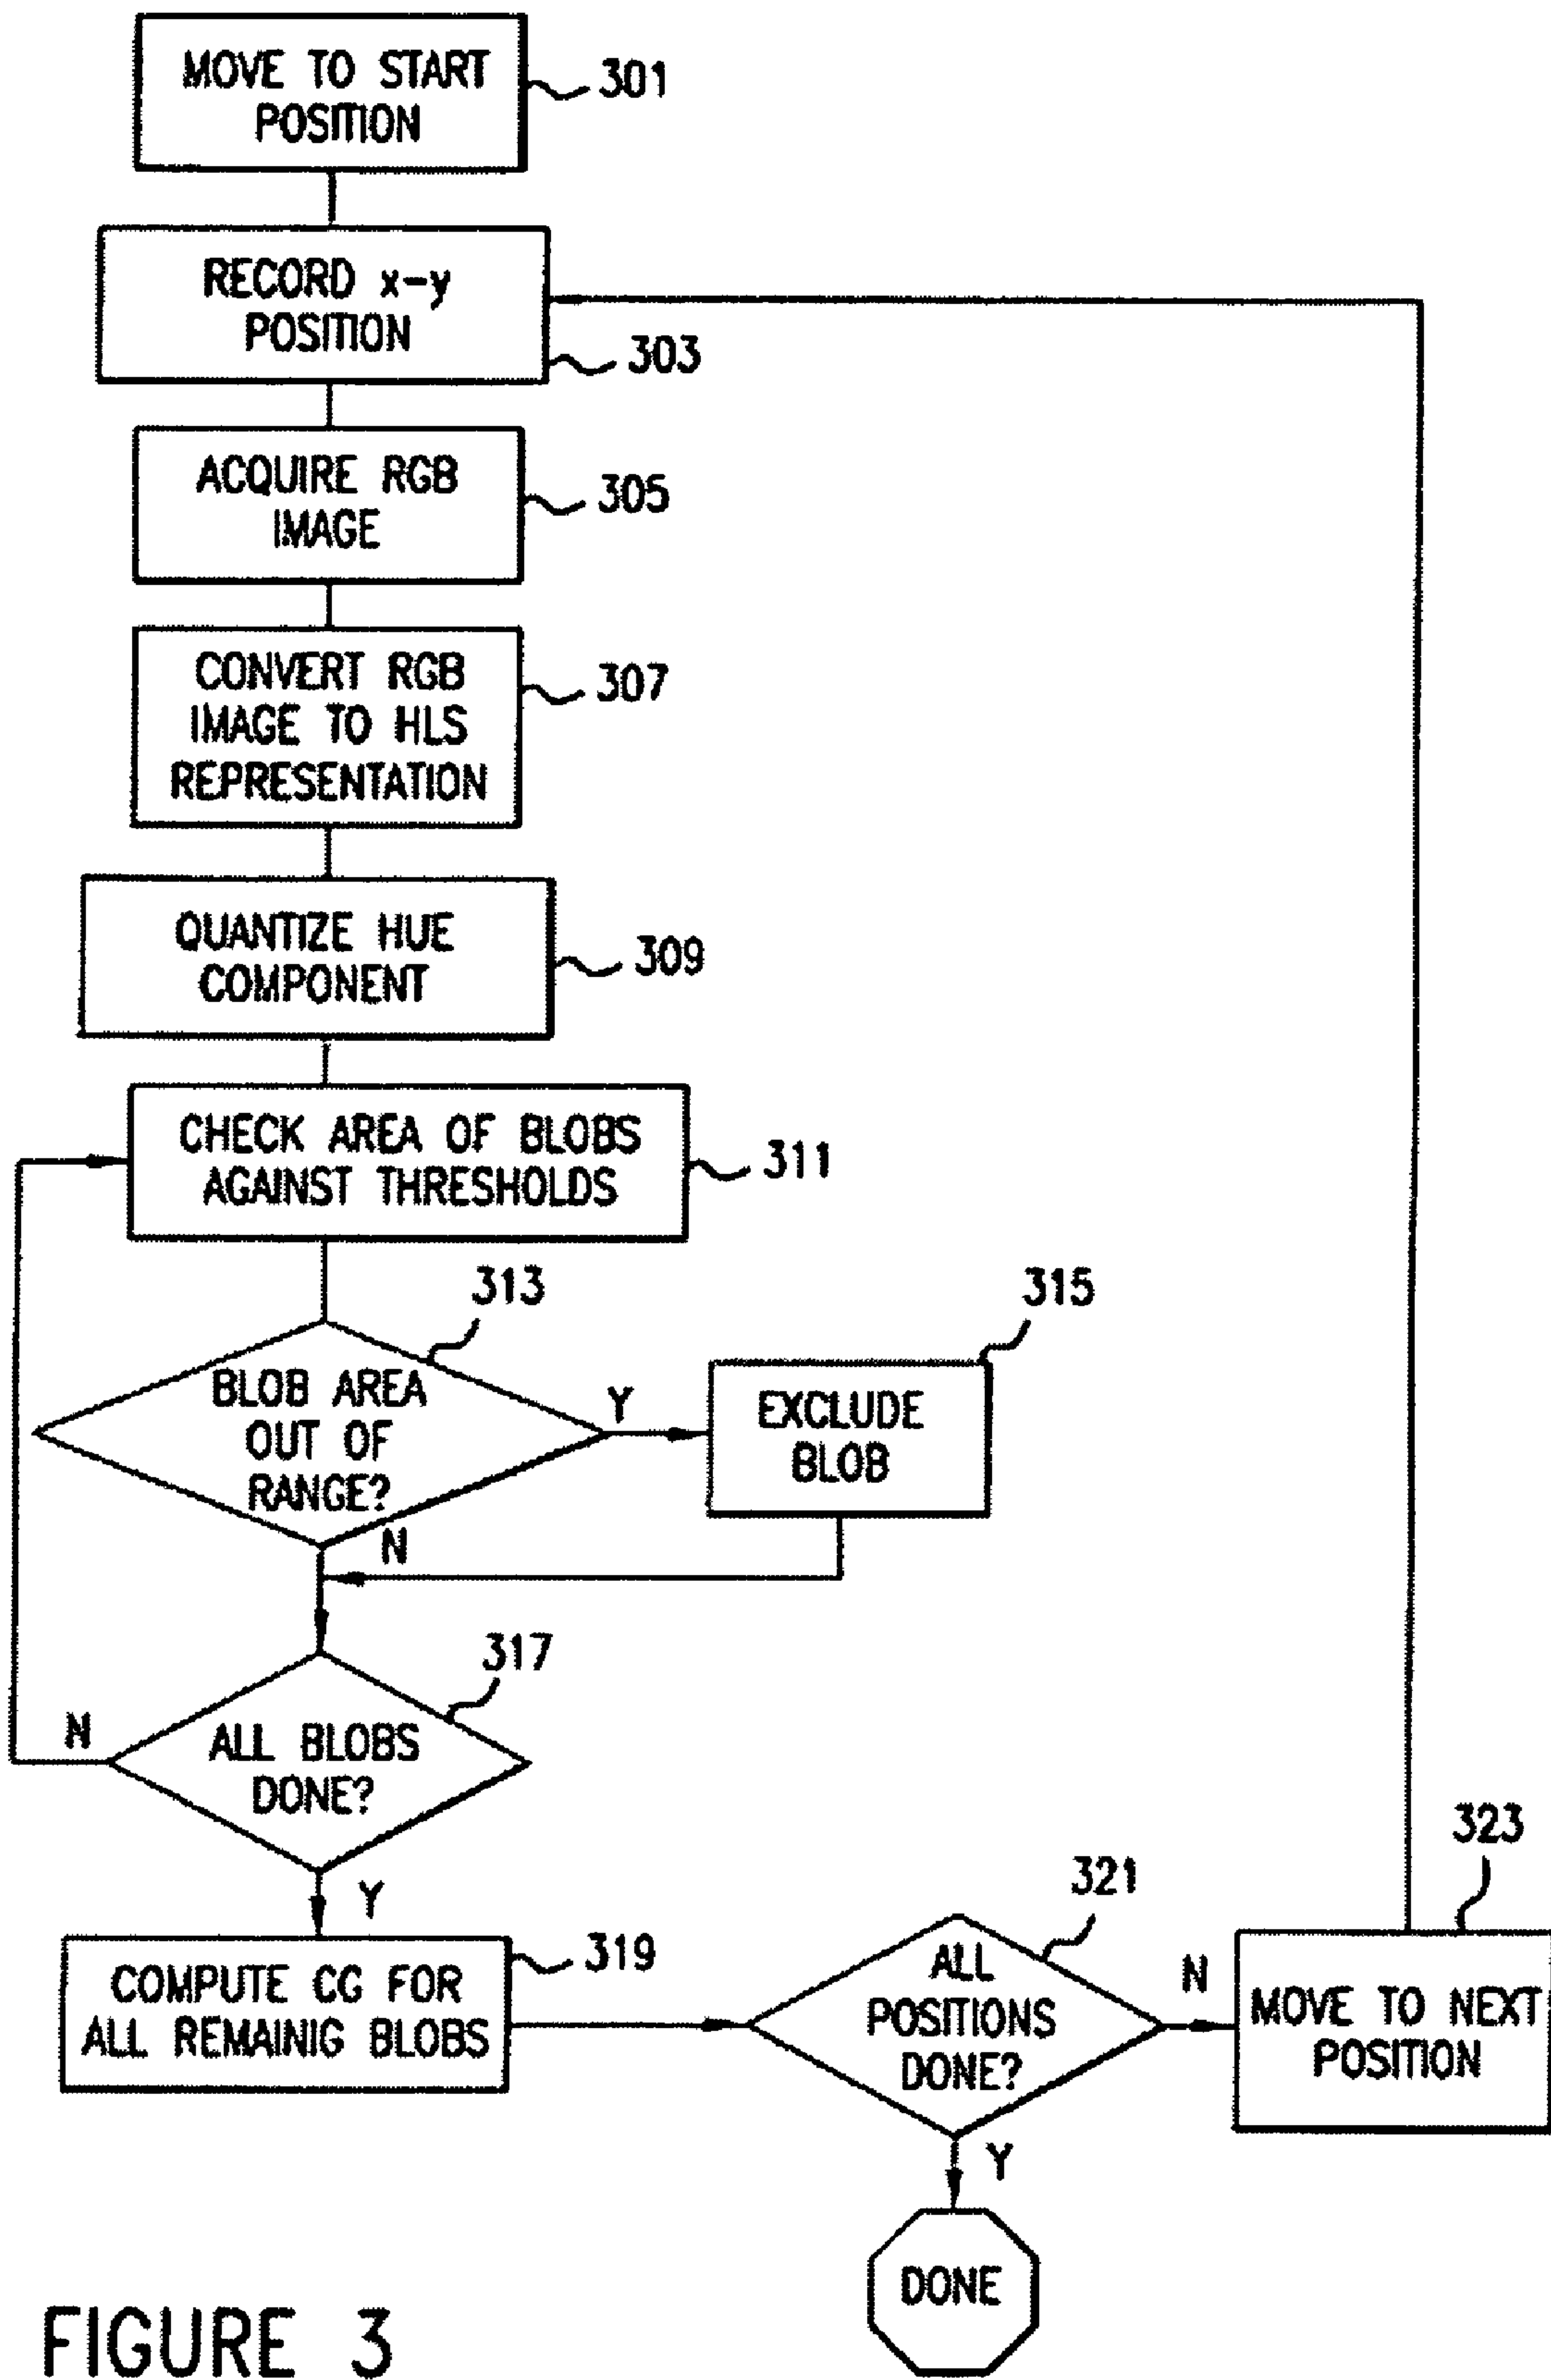 MOVE TO START
POSITION
301
RECORD x-y
POSITION
303
ACQUIRE RGB
IMAGE
305
CONVERT RGB
IMAGE TO HLS
REPRESENTATION
307
QUANTIZE HUE
COMPONENT
309
CHECK AREA OF BLOBS
AGAINST THRESHOLDS
311
313
BLOB AREA
OUT OF
RANGE?
Y
N
315
EXCLUDE
BLOB
317
ALL BLOBS
DONE?
N
Y
COMPUTE CG FOR
ALL REMAINIG BLOBS
319
321
ALL
POSITIONS
DONE?
N
Y
323
MOVE TO NEXT
POSITION
DONE
FIGURE 3